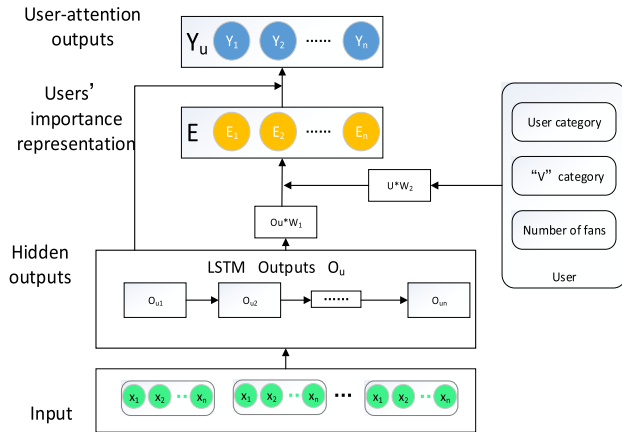 User-attention
outputs
Yu Y1 Y2 ······ Yn
Users'
importance
representation
E E1 E2 ··· En
User category
"V" category
Number of fans
User
U*W2
Ou*W1
Hidden
outputs
LSTM Outputs Ou
Ou1 Ou2 ······ Oun
Input
x1 x2 ·· xn x1 x2 ·· xn ··· x1 x2 ·· xn